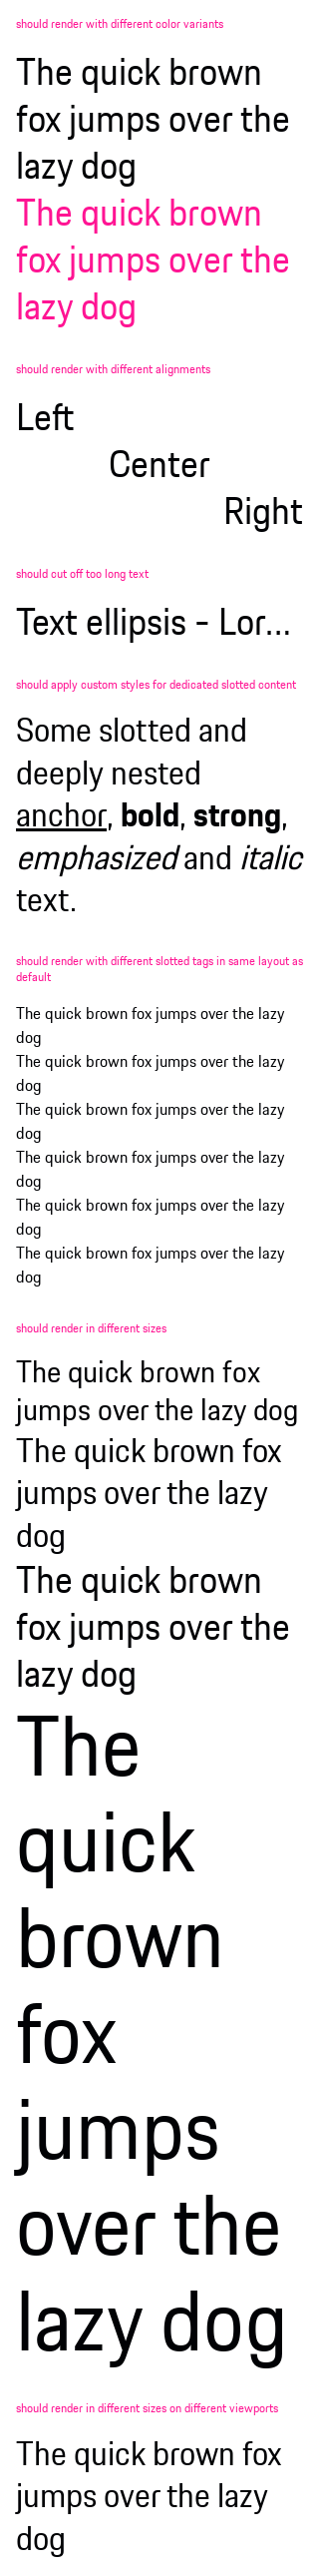 should render with different color variants
The quick brown
fox jumps over the
lazy dog
The quick brown
fox jumps over the
lazy dog
should render with different alignments
Left
Center
Right
should cut off too long text
Text ellipsis - Lor...
should apply custom styles for dedicated slotted content
Some slotted and
deeply nested
anchor, bold, strong,
emphasized and italic
text.
should render with different slotted tags in same layout as
default
The quick brown fox jumps over the lazy
dog
The quick brown fox jumps over the lazy
dog
The quick brown fox jumps over the lazy
dog
The quick brown fox jumps over the lazy
dog
The quick brown fox jumps over the lazy
dog
The quick brown fox jumps over the lazy
dog
should render in different sizes
The quick brown fox
jumps over the lazy dog
The quick brown fox
jumps over the lazy
dog
The quick brown
fox jumps over the
lazy dog
The
quick
brown
fox
jumps
over the
lazy dog
should render in different sizes on different viewports
The quick brown fox
jumps over the lazy
dog